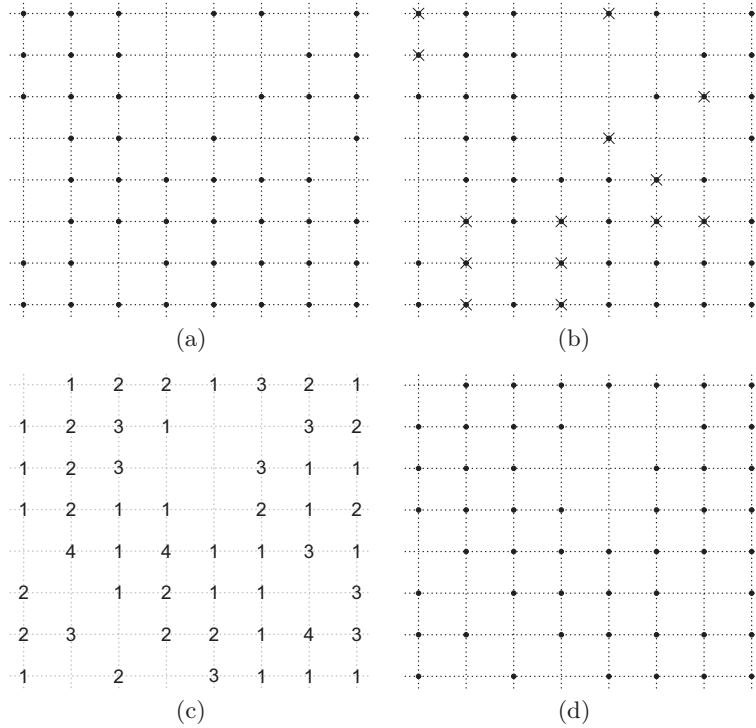 (a) (b)
1 2 2 1 3 2 1
1 2 3 1 3 2
1 2 3 3 1 1
1 2 1 1 2 1 2
4 1 4 1 1 3 1
2 1 2 1 1 3
2 3 2 2 1 4 3
1 2 3 1 1 1
(c) (d)